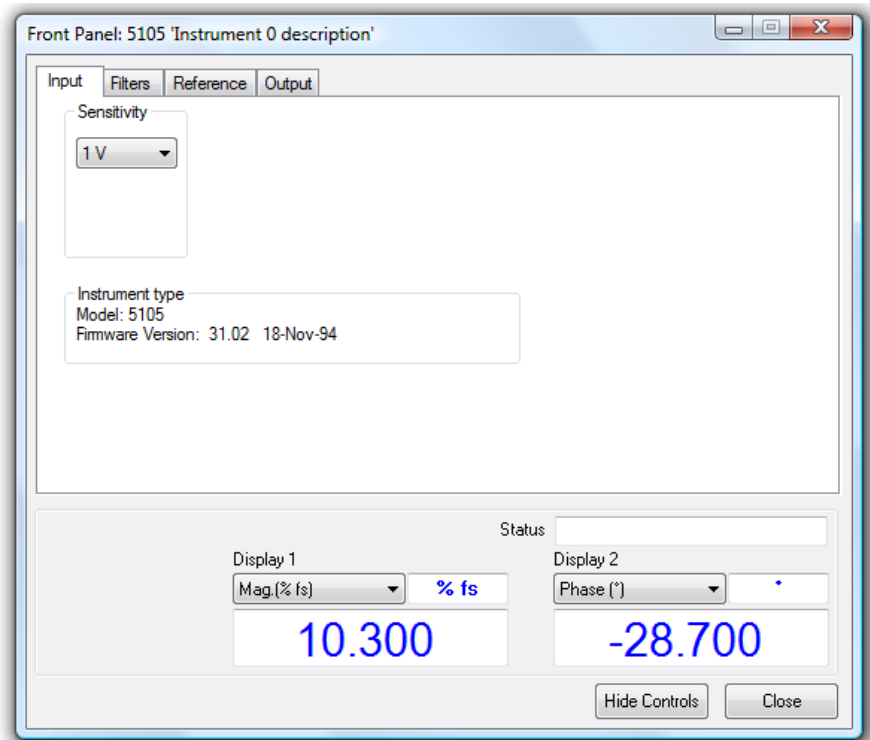 Front Panel: 5105 'Instrument 0 description'
Input Filters Reference Output
Sensitivity
1 V
Instrument type
Model: 5105
Firmware Version: 31.02 18-Nov-94
Status
Display 1 Display 2
Mag.(% fs) % fs Phase (°) °
10.300 -28.700
Hide Controls Close